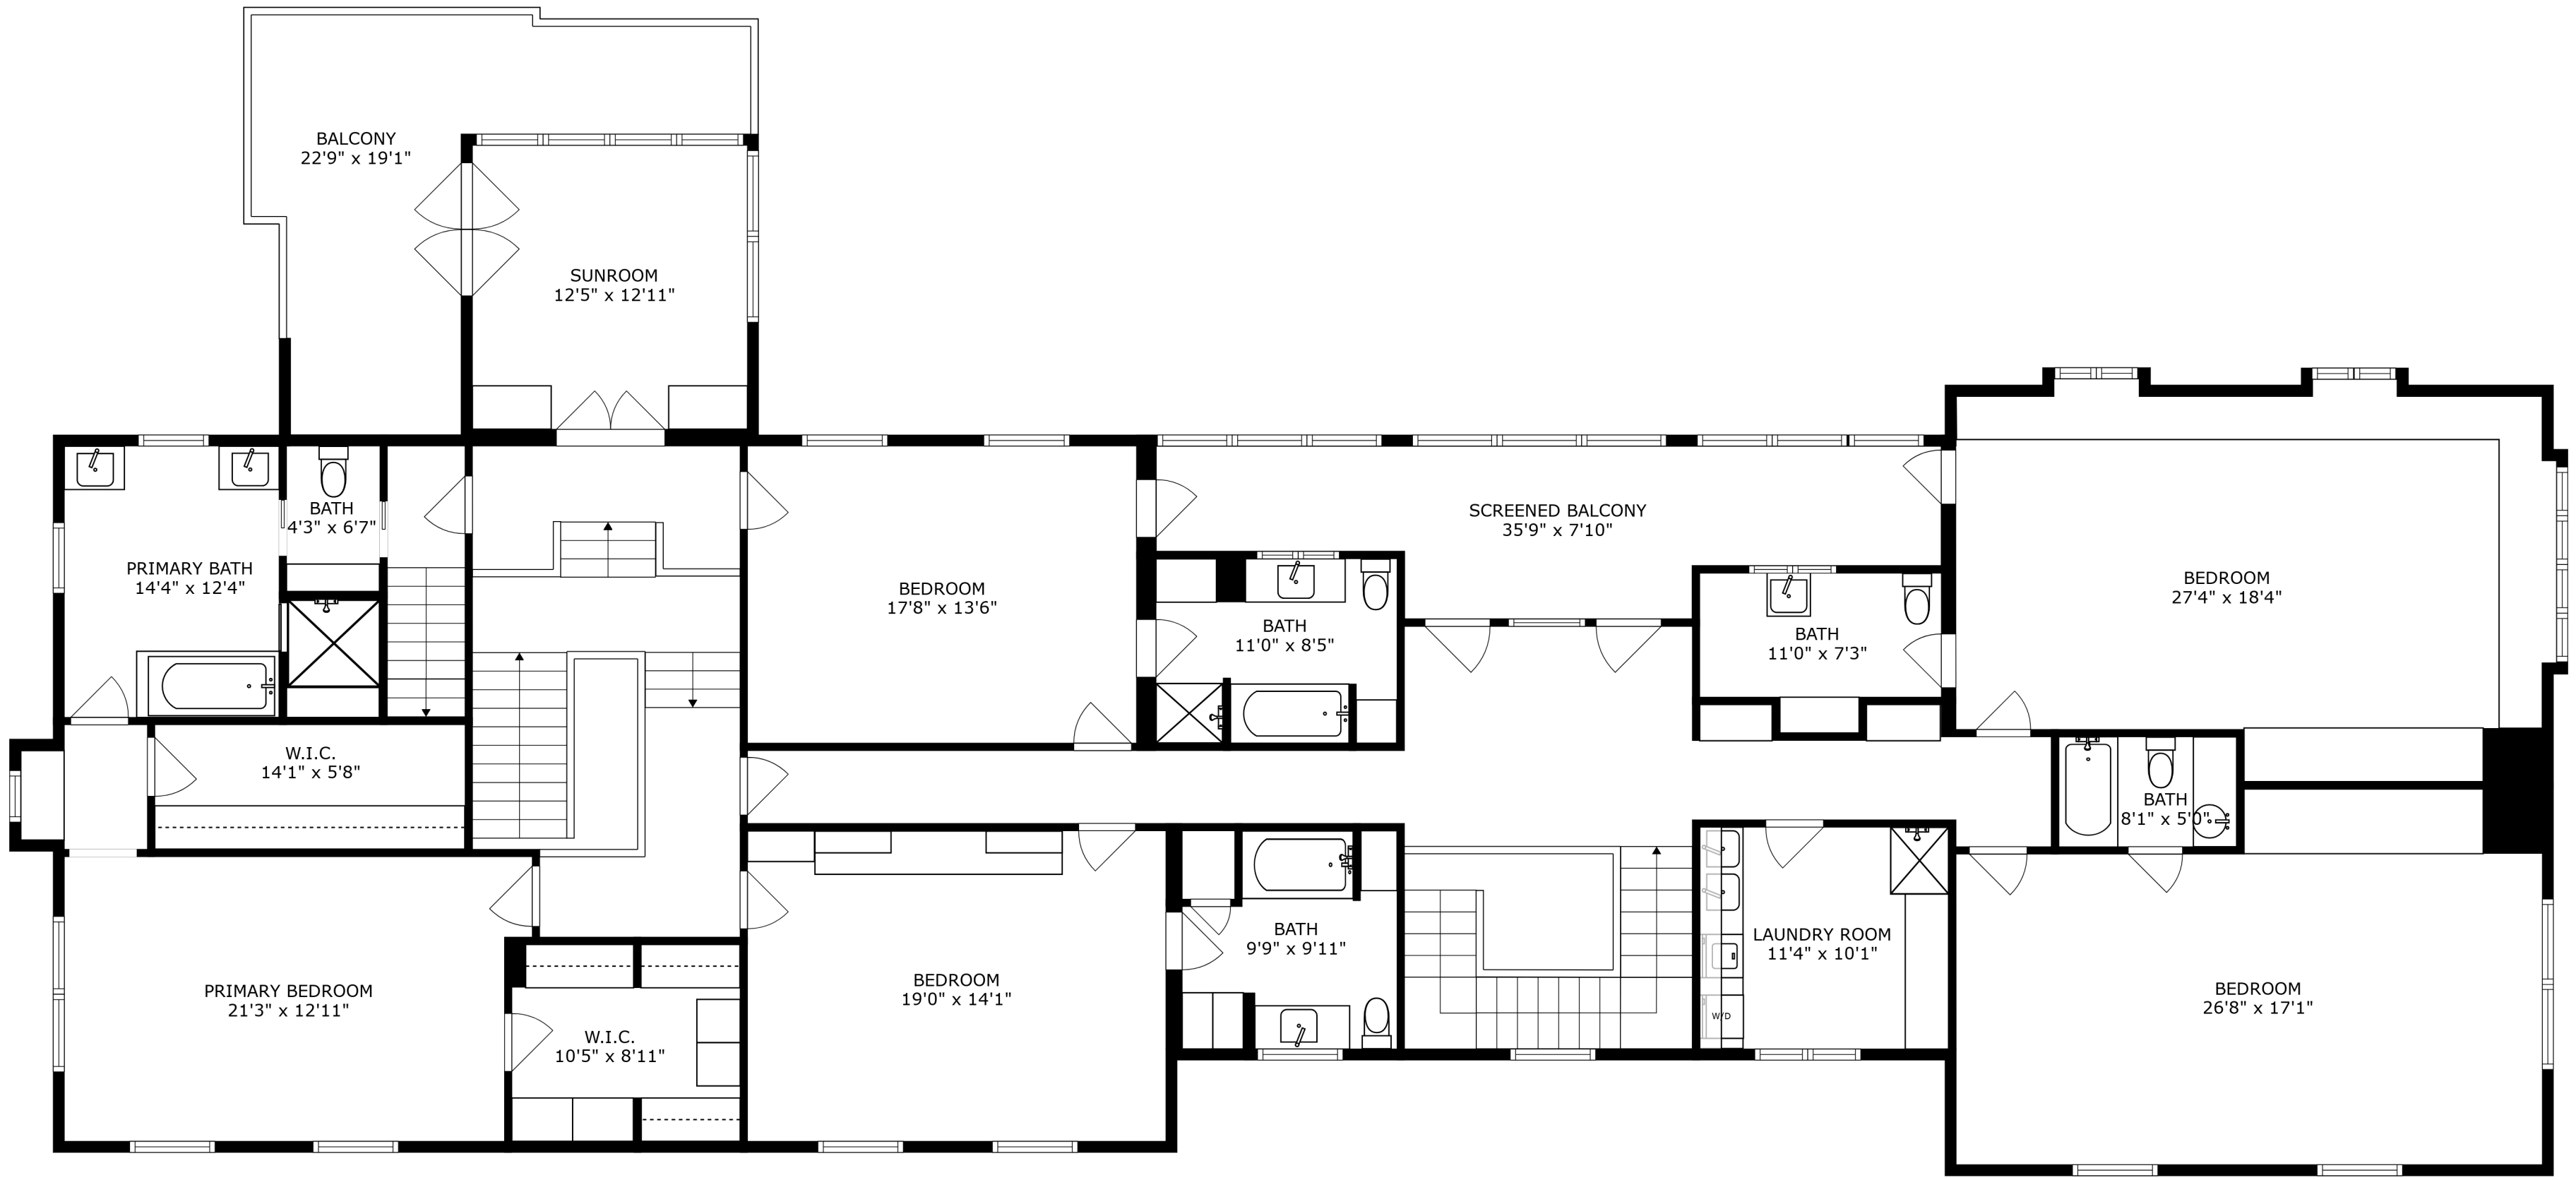 BALCONY
22'9" x 19'1"
SUNROOM
12'5" x 12'11"
BATH
4'3" x 6'7"
PRIMARY BATH
14'4" x 12'4"
BEDROOM
17'8" x 13'6"
SCREENED BALCONY
35'9" x 7'10"
BATH
11'0" x 8'5"
BATH
11'0" x 7'3"
BEDROOM
27'4" x 18'4"
W.I.C.
14'1" x 5'8"
BATH
8'1" x 5'0"
PRIMARY BEDROOM
21'3" x 12'11"
W.I.C.
10'5" x 8'11"
BEDROOM
19'0" x 14'1"
BATH
9'9" x 9'11"
LAUNDRY ROOM
11'4" x 10'1"
W/D
BEDROOM
26'8" x 17'1"